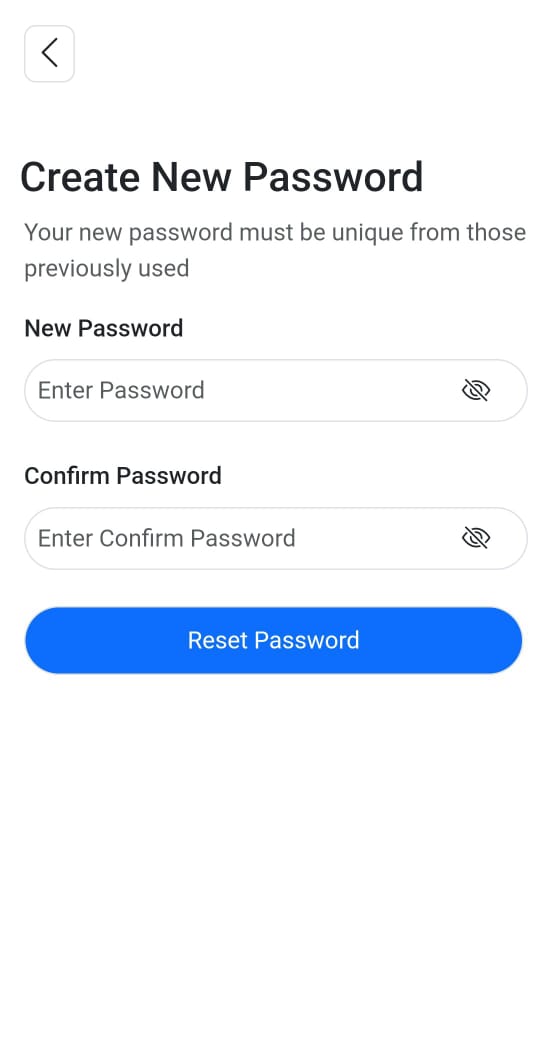 Create New Password
Your new password must be unique from those
previously used
New Password
Enter Password
Confirm Password
Enter Confirm Password
Reset Password